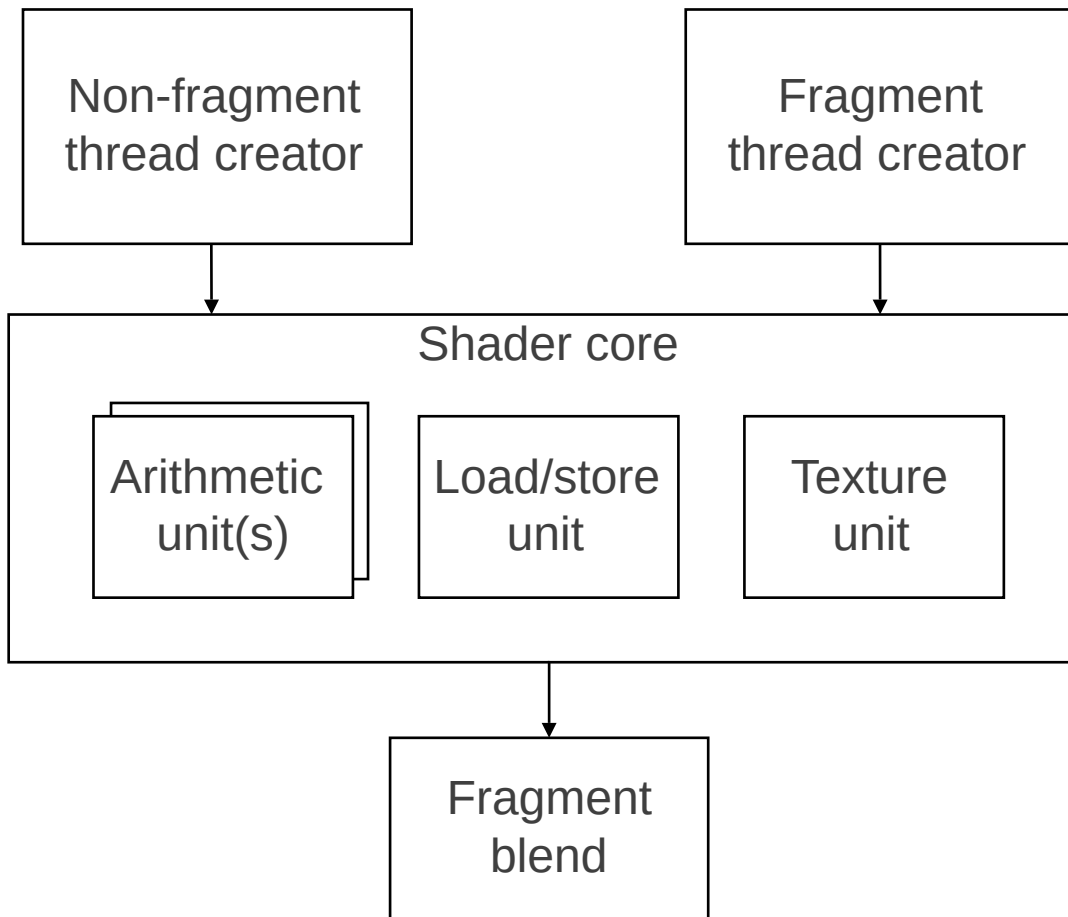 Non-fragment
thread creator
Fragment
thread creator
Shader core
Arithmetic
unit(s)
Load/store
unit
Texture
unit
Fragment
blend